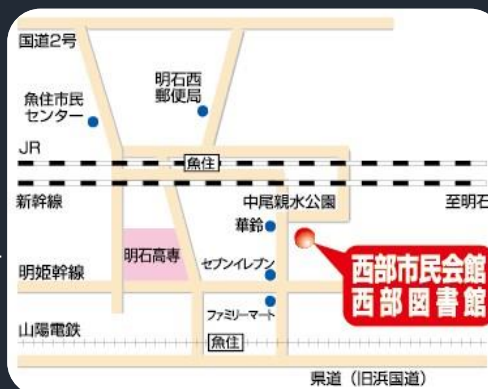 国道2号
明石西
郵便局
魚住市民
センター
JR
魚住
新幹線
中尾親水公園
至明石
華鈴
明石高専
セブンイレブン
西部市民会館
西部図書館
明姫幹線
ファミリーマート
山陽電鉄
魚住
県道（旧浜国道）